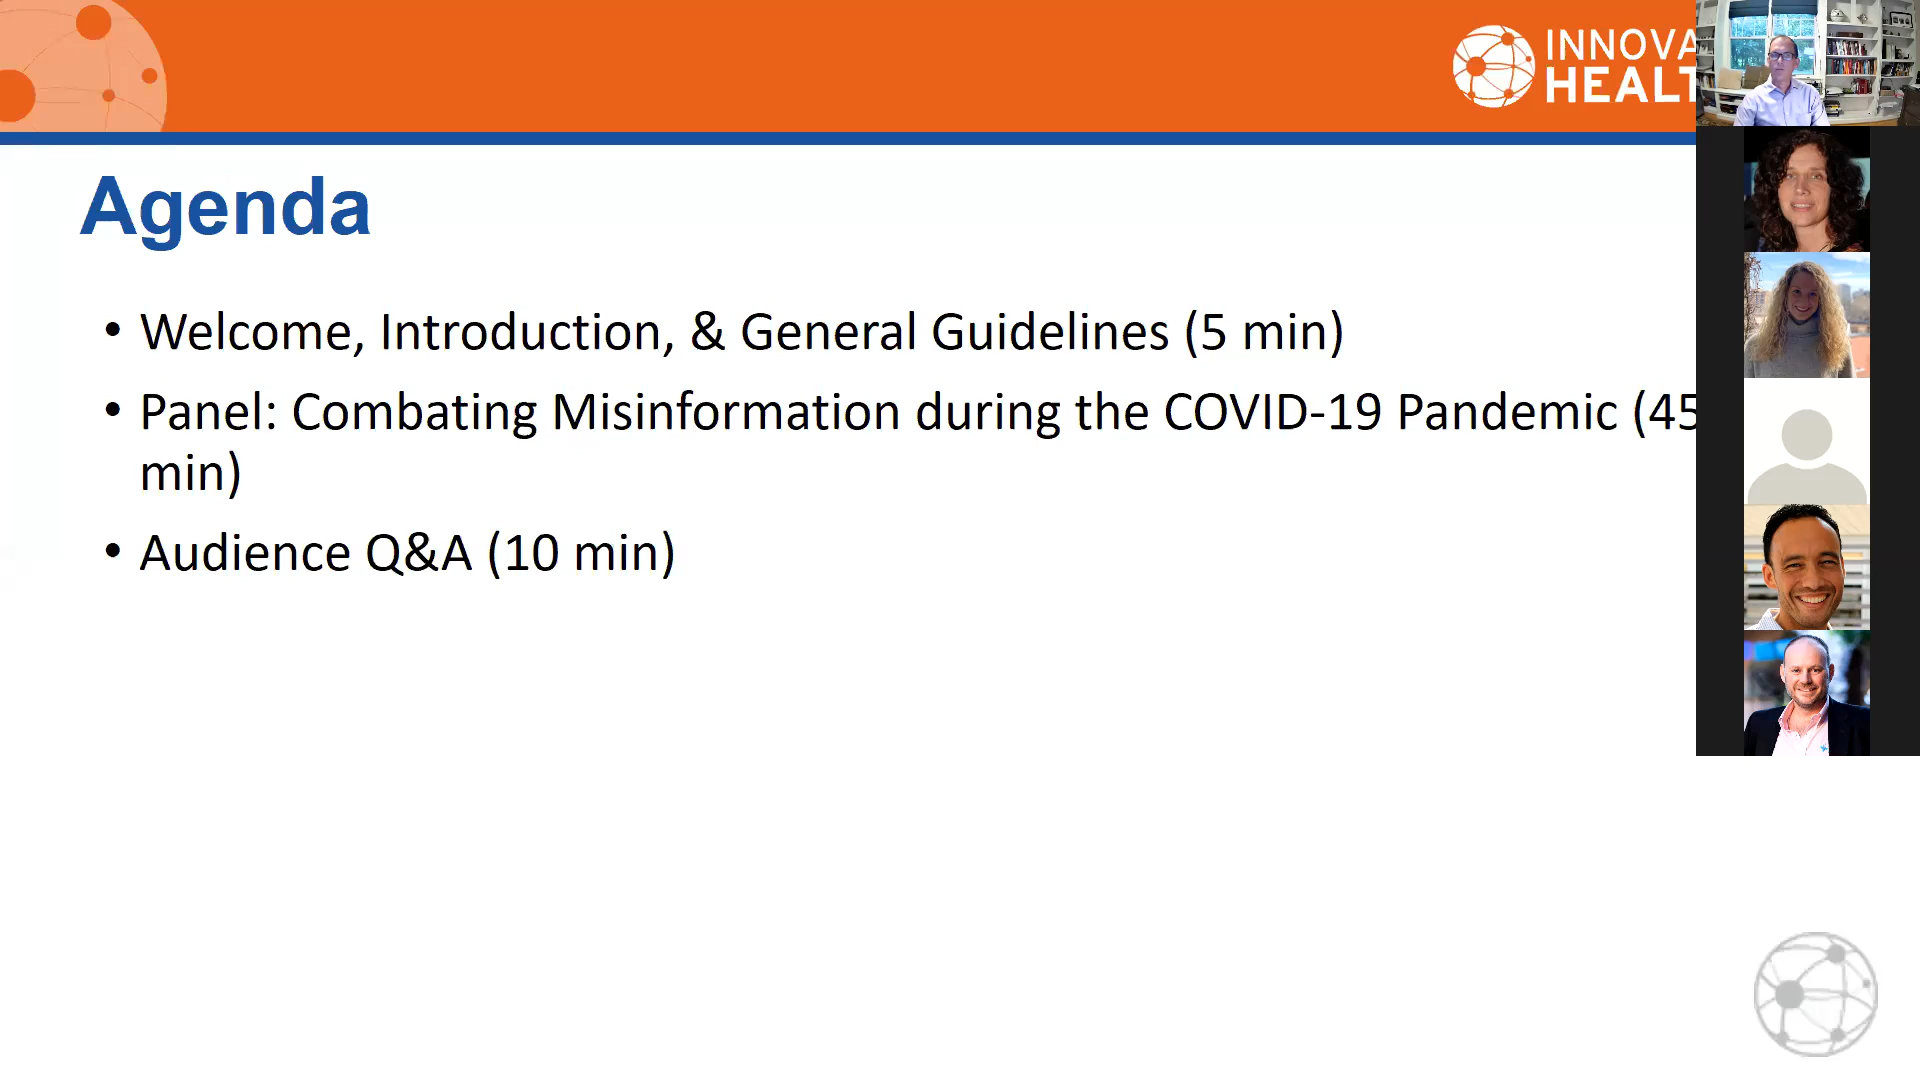 INNOVA
HEALT
Agenda
• Welcome, Introduction, & General Guidelines (5 min)
• Panel: Combating Misinformation during the COVID-19 Pandemic (45
min)
• Audience Q&A (10 min)